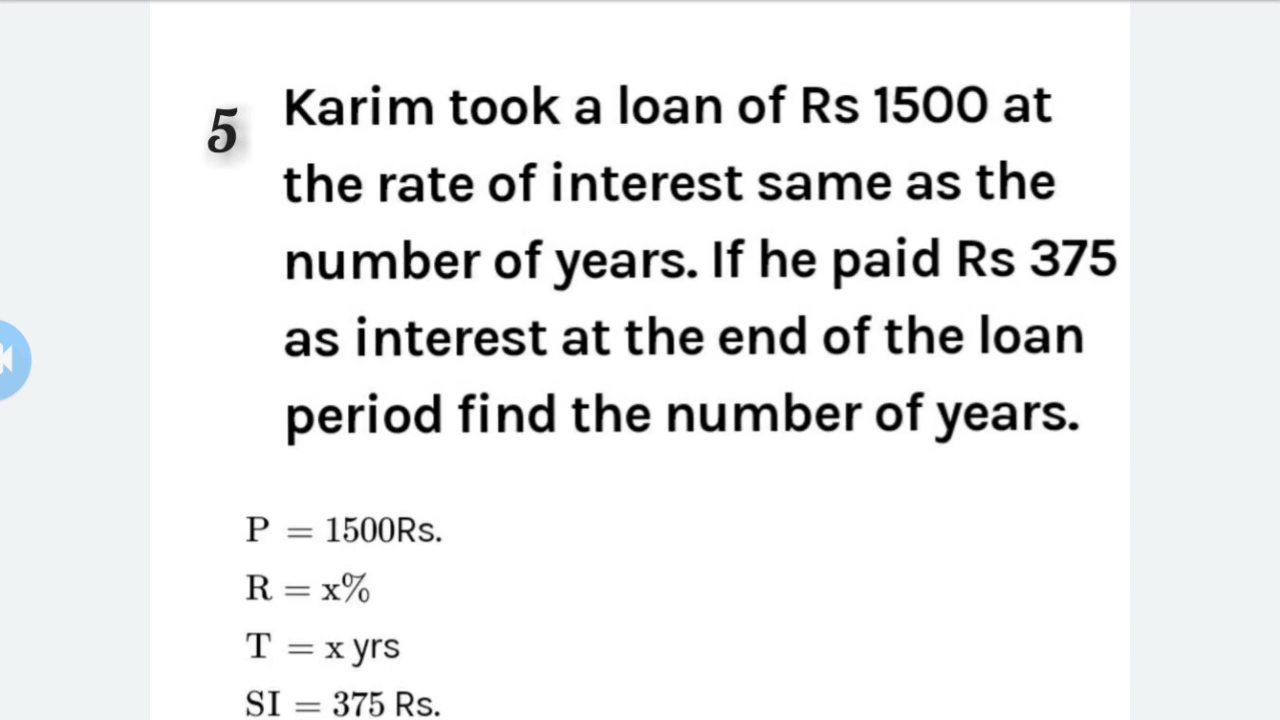 5 Karim took a loan of Rs 1500 at
the rate of interest same as the
number of years. If he paid Rs 375
as interest at the end of the loan
period find the number of years.
P = 1500Rs.
R = x%
T = x yrs
SI = 375 Rs.